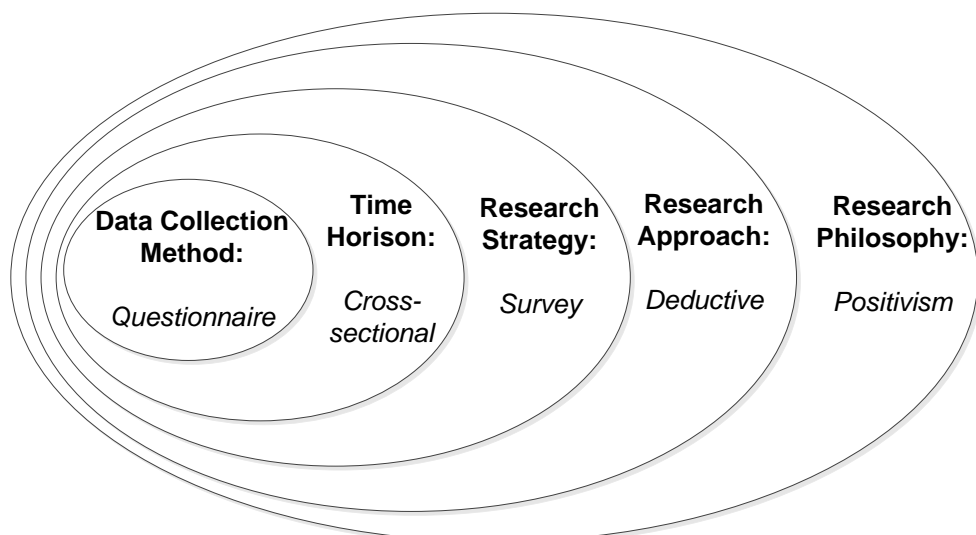 Data Collection
Method:
Questionnaire
Time
Horison:
Cross-
sectional
Research
Strategy:
Survey
Research
Approach:
Deductive
Research
Philosophy:
Positivism